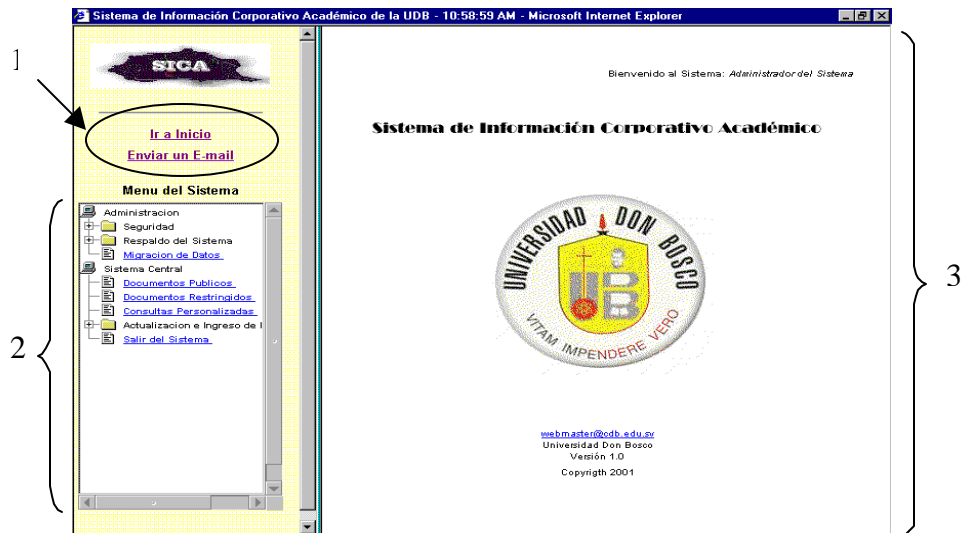 Sistema de Información Corporativo Académico de la UDB - 10:58:59 AM - Microsoft Internet Explorer
1
SICA
Ir a Inicio
Enviar un E-mail
Menu del Sistema
2
Administracion
Seguridad
Respaldo del Sistema
Migracion de Datos
Sistema Central
Documentos Publicos
Documentos Restringidos
Consultas Personalizadas
Actualizacion e Ingreso de
Salir del Sistema
Bienvenido al Sistema: Administrador del Sistema
Sistema de Información Corporativo Académico
UNIVERSIDAD DON BOSCO
UDB
VITAM IMPENDERE VERO
webmaster@cdb.edu.sv
Universidad Don Bosco
Versión 1.0
Copyrigth 2001
3